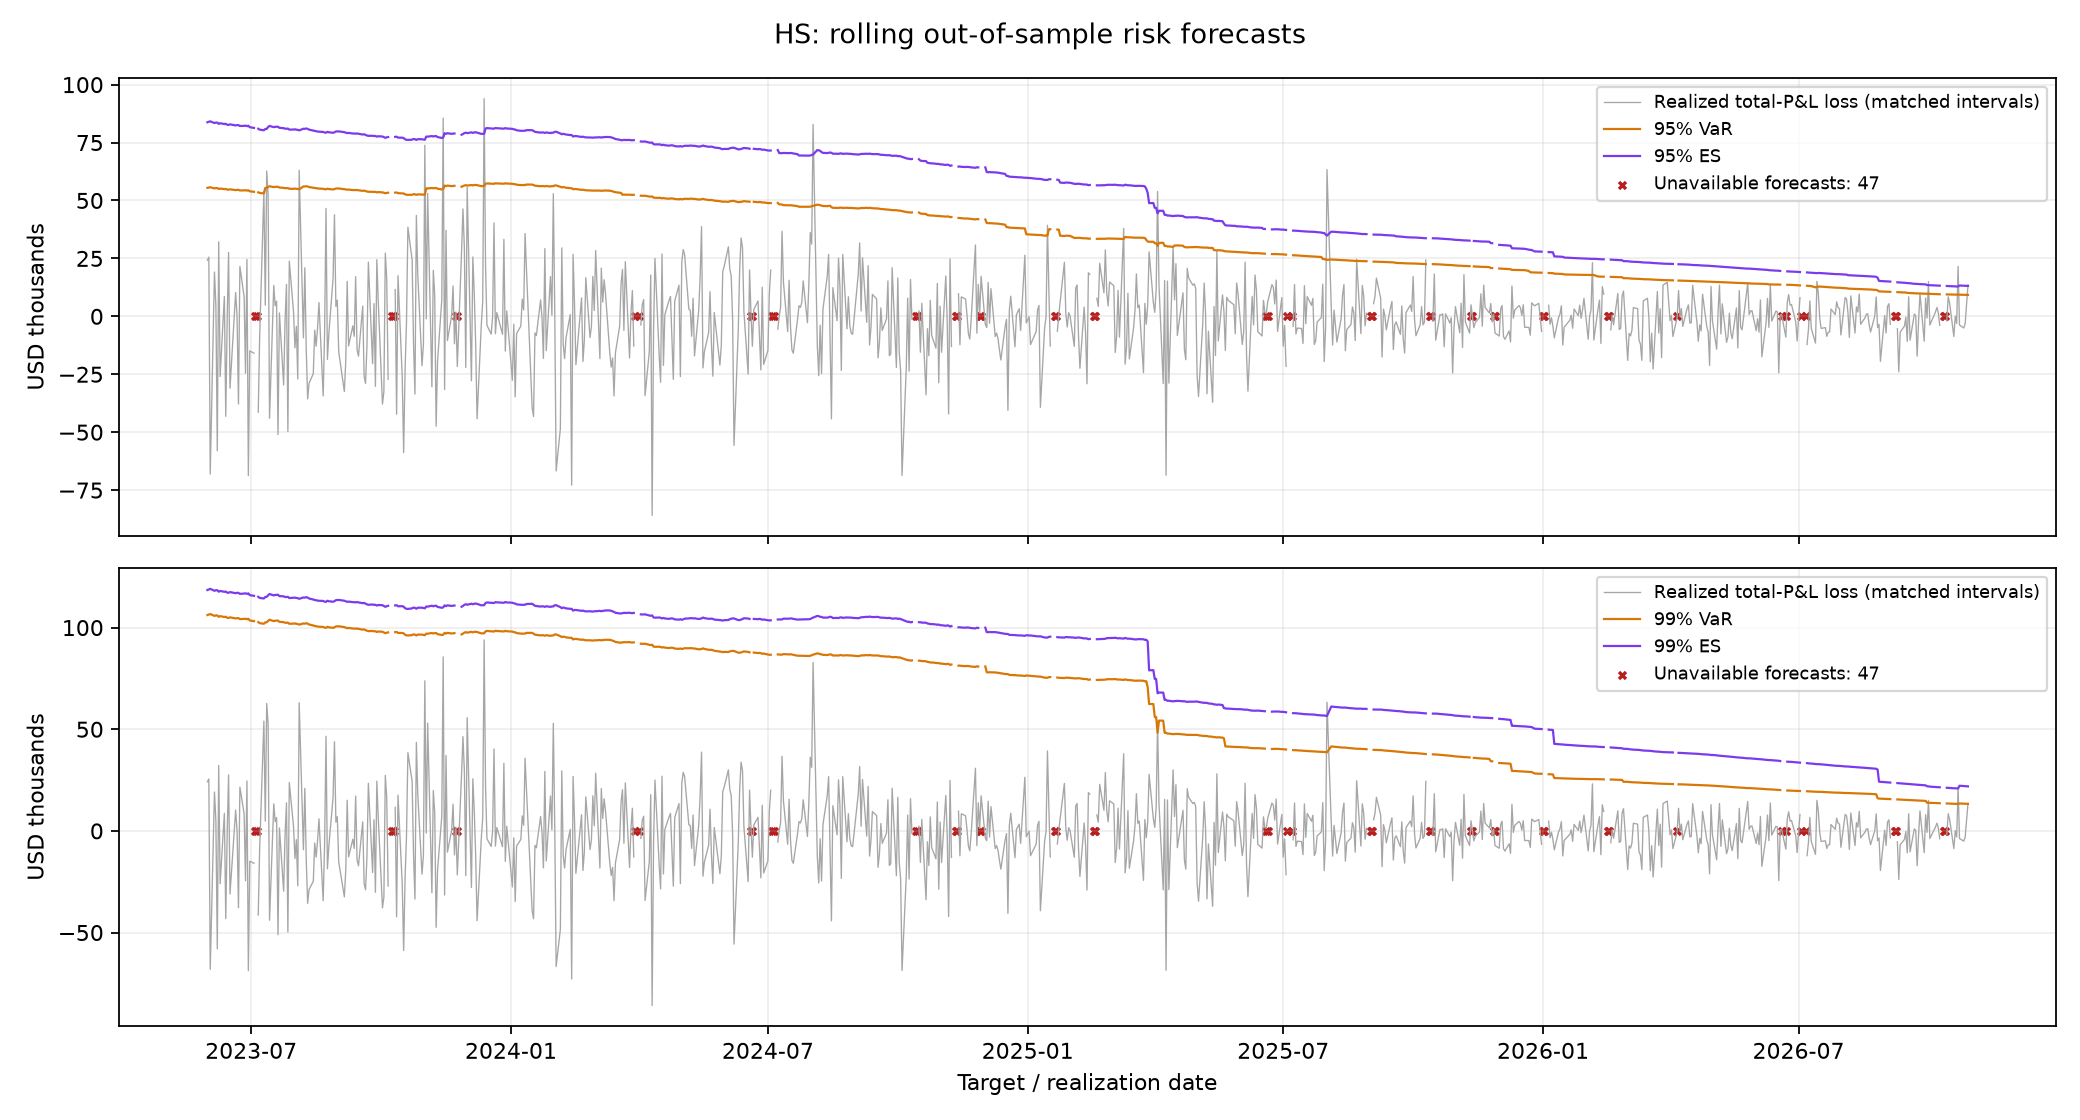 HS: rolling out-of-sample risk forecasts
100
75
50
25
0
−25
−50
−75
USD thousands
Realized total-P&L loss (matched intervals)
95% VaR
95% ES
Unavailable forecasts: 47
100
50
0
−50
USD thousands
Realized total-P&L loss (matched intervals)
99% VaR
99% ES
Unavailable forecasts: 47
2023-07
2024-01
2024-07
2025-01
2025-07
2026-01
2026-07
Target / realization date